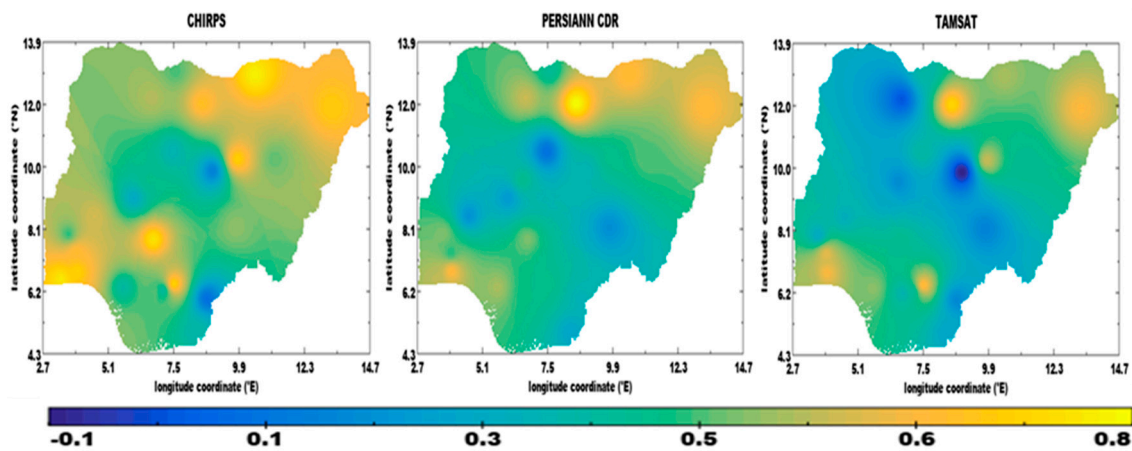 CHIRPS PERSIANN CDR TAMSAT
13.9 13.9 13.9
12.0 12.0 12.0
10.0 10.0 10.0
8.1 8.1 8.1
6.2 6.2 6.2
4.3 4.3 4.3
latitude coordinate (°N) latitude coordinate (°N) latitude coordinate (°N)
2.7 5.1 7.5 9.9 12.3 14.7 2.7 5.1 7.5 9.9 12.3 14.7 2.7 5.1 7.5 9.9 12.3 14.7
longitude coordinate (°E) longitude coordinate (°E) longitude coordinate (°E)
-0.1 0.1 0.3 0.5 0.6 0.8